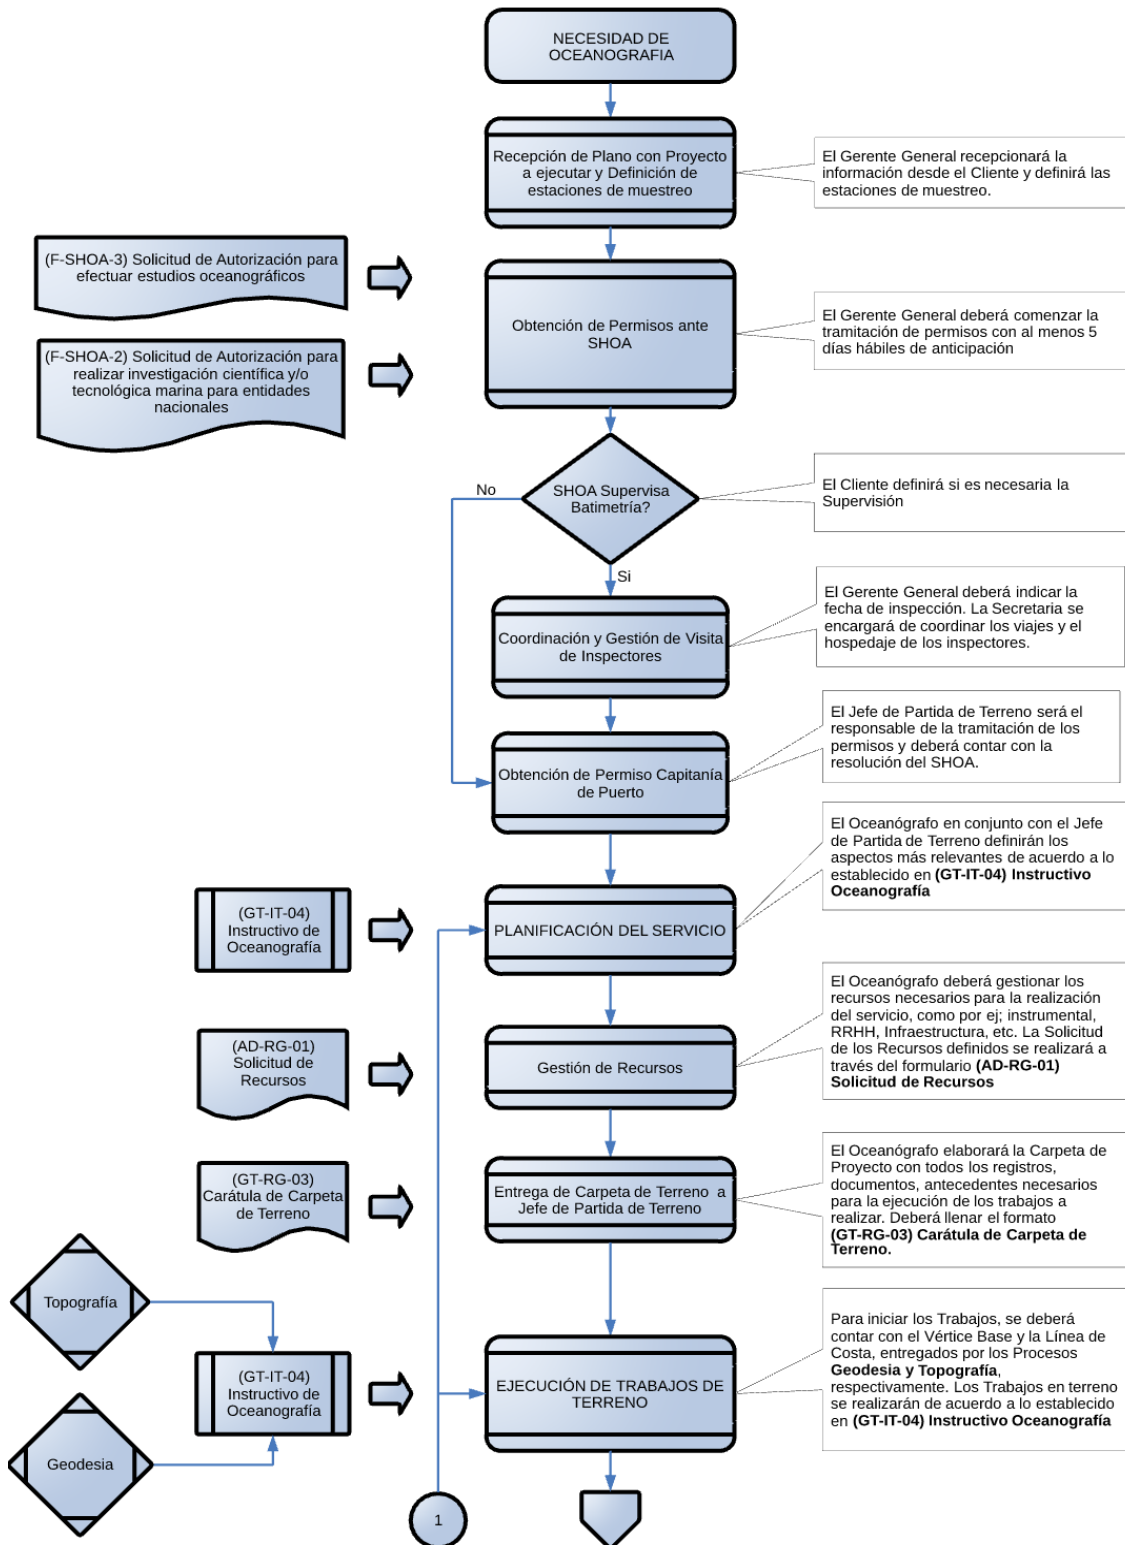 NECESIDAD DE
OCEANOGRAFIA
Recepción de Plano con Proyecto
a ejecutar y Definición de
estaciones de muestreo
El Gerente General recepcionará la
información desde el Cliente y definirá las
estaciones de muestreo.
(F-SHOA-3) Solicitud de Autorización para
efectuar estudios oceanográficos
Obtención de Permisos ante
SHOA
El Gerente General deberá comenzar la
tramitación de permisos con al menos 5
días hábiles de anticipación
(F-SHOA-2) Solicitud de Autorización para
realizar investigación científica y/o
tecnológica marina para entidades
nacionales
No
SHOA Supervisa
Batimetría?
El Cliente definirá si es necesaria la
Supervisión
Si
Coordinación y Gestión de Visita
de Inspectores
El Gerente General deberá indicar la
fecha de inspección. La Secretaria se
encargará de coordinar los viajes y el
hospedaje de los inspectores.
Obtención de Permiso Capitanía
de Puerto
El Jefe de Partida de Terreno será el
responsable de la tramitación de los
permisos y deberá contar con la
resolución del SHOA.
(GT-IT-04)
Instructivo de
Oceanografía
PLANIFICACIÓN DEL SERVICIO
El Oceanógrafo en conjunto con el Jefe
de Partida de Terreno definirán los
aspectos más relevantes de acuerdo a lo
establecido en (GT-IT-04) Instructivo
Oceanografía
(AD-RG-01)
Solicitud de
Recursos
Gestión de Recursos
El Oceanógrafo deberá gestionar los
recursos necesarios para la realización
del servicio, como por ej; instrumental,
RRHH, Infraestructura, etc. La Solicitud
de los Recursos definidos se realizará a
través del formulario (AD-RG-01)
Solicitud de Recursos
(GT-RG-03)
Carátula de Carpeta
de Terreno
Entrega de Carpeta de Terreno a
Jefe de Partida de Terreno
El Oceanógrafo elaborará la Carpeta de
Proyecto con todos los registros,
documentos, antecedentes necesarios
para la ejecución de los trabajos a
realizar. Deberá llenar el formato
(GT-RG-03) Carátula de Carpeta de
Terreno.
Topografía
(GT-IT-04)
Instructivo de
Oceanografía
Geodesia
EJECUCIÓN DE TRABAJOS DE
TERRENO
Para iniciar los Trabajos, se deberá
contar con el Vértice Base y la Línea de
Costa, entregados por los Procesos
Geodesia y Topografía,
respectivamente. Los Trabajos en terreno
se realizarán de acuerdo a lo establecido
en (GT-IT-04) Instructivo Oceanografía
1